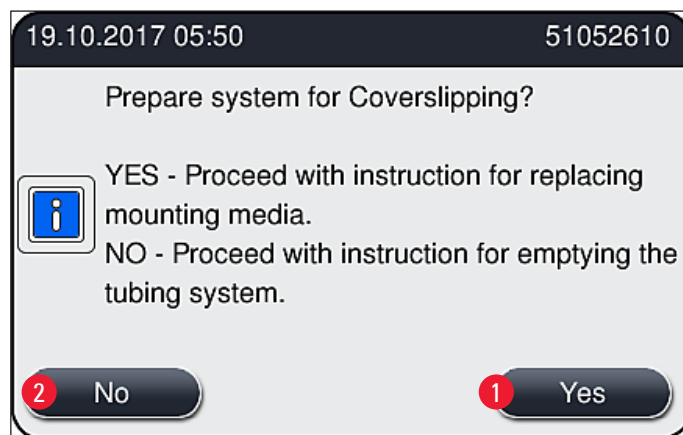 19.10.2017 05:50 51052610
Prepare system for Coverslipping?
YES - Proceed with instruction for replacing
mounting media.
NO - Proceed with instruction for emptying the
tubing system.
2 No 1 Yes